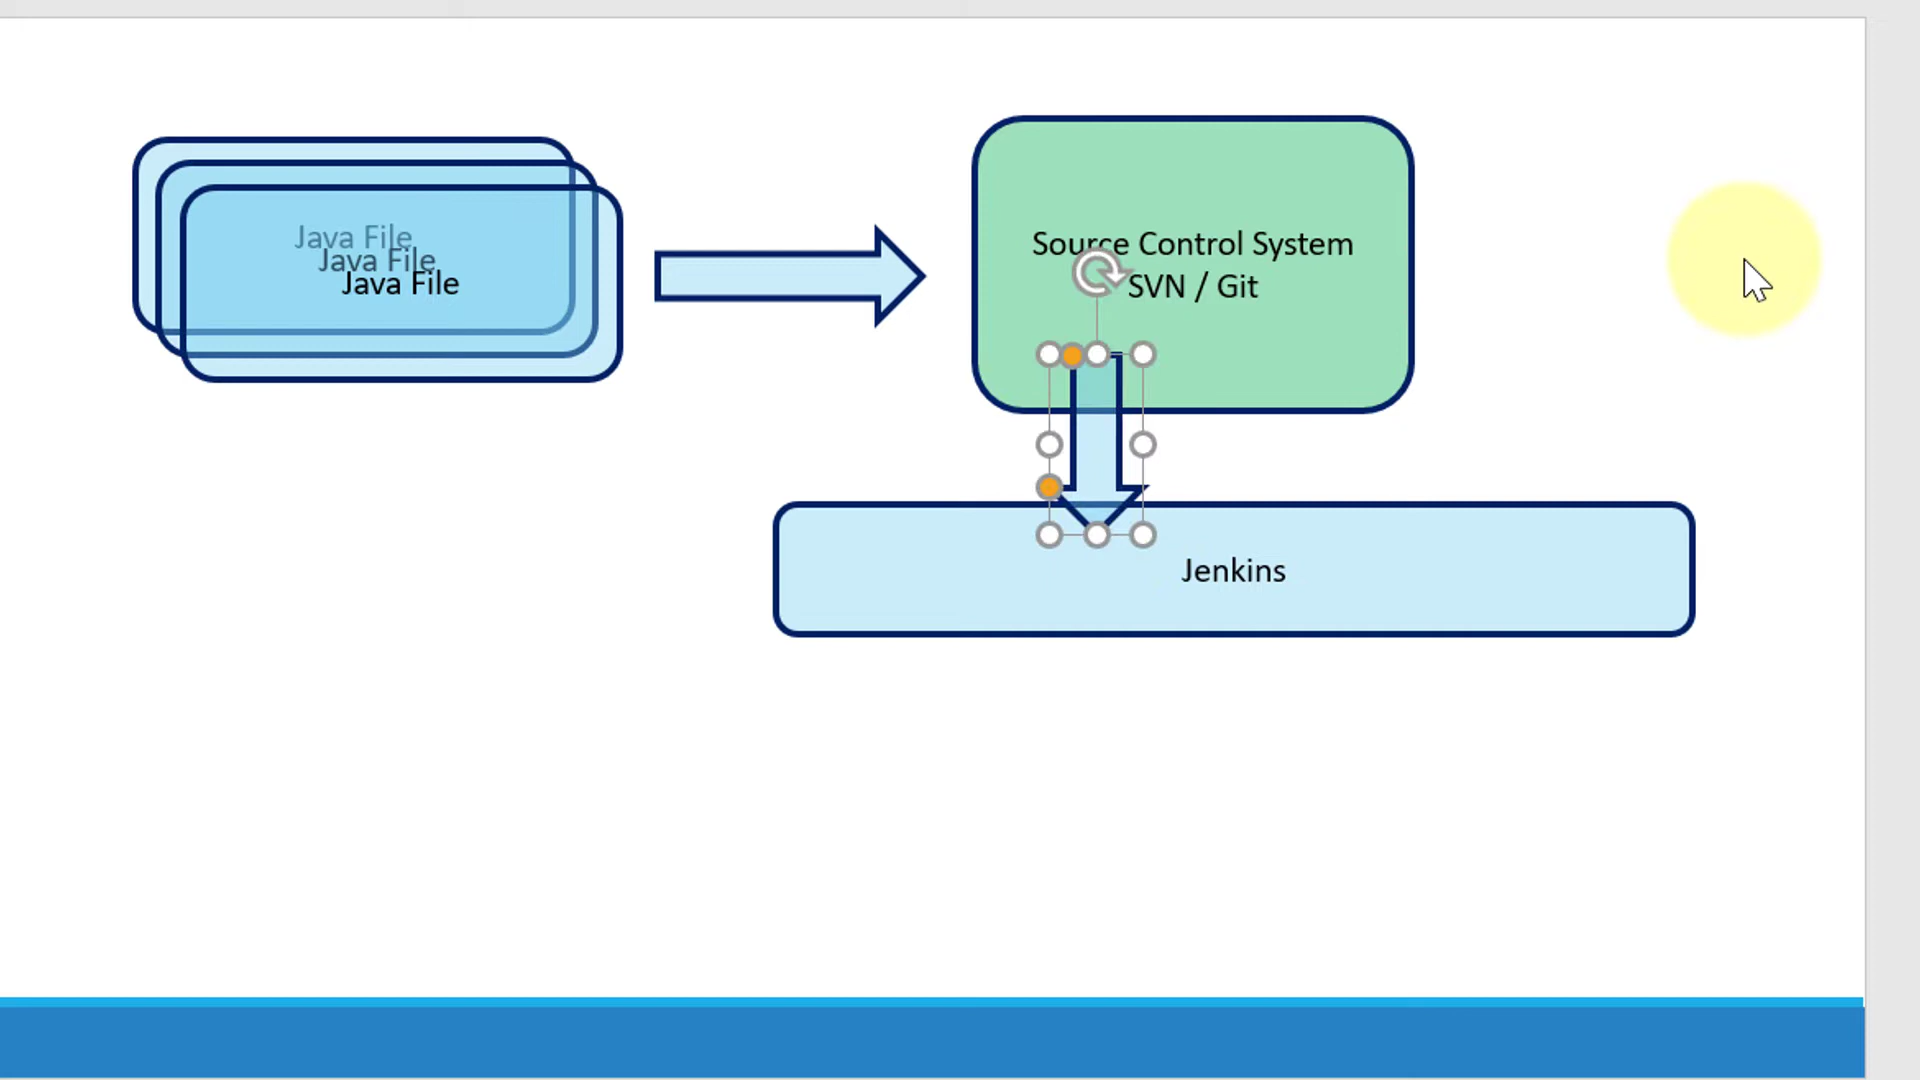 Java File
Java File
Java File
Source Control System
SVN / Git
Jenkins